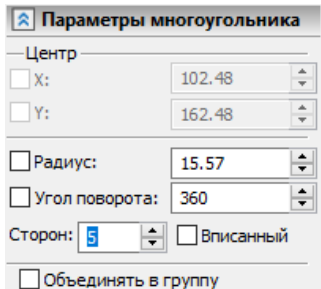 Параметры многоугольника
Центр
X: 102.48
Y: 162.48
Радиус: 15.57
Угол поворота: 360
Сторон: 5 Вписанный
Объединять в группу